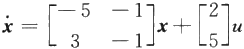 ẋ = [−5 −1; 3 −1] x + [2; 5] u